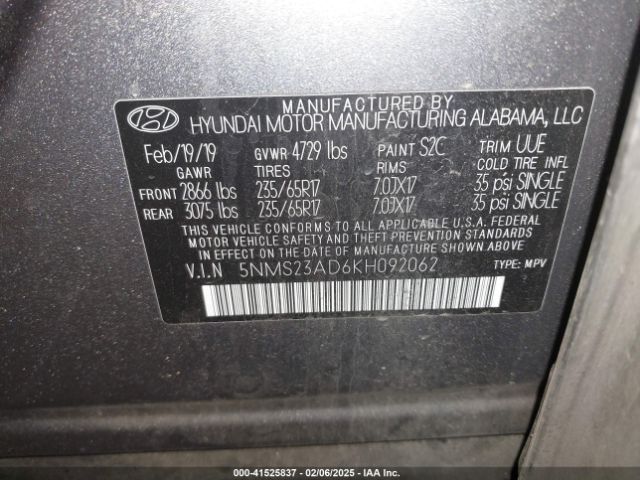 MANUFACTURED BY
HYUNDAI MOTOR MANUFACTURING ALABAMA, LLC
Feb/19/19 GVWR 4729 lbs PAINT S2C TRIM UUE
GAWR TIRES RIMS COLD TIRE INFL
FRONT 2866 lbs 235/65R17 7.0JX17 35 psi SINGLE
REAR 3075 lbs 235/65R17 7.0JX17 35 psi SINGLE
THIS VEHICLE CONFORMS TO ALL APPLICABLE U.S.A. FEDERAL
MOTOR VEHICLE SAFETY AND THEFT PREVENTION STANDARDS
IN EFFECT ON THE DATE OF MANUFACTURE SHOWN ABOVE.
V.I.N 5NMS23AD6KH092062 TYPE: MPV
000-41525837 - 02/06/2025 - IAA Inc.